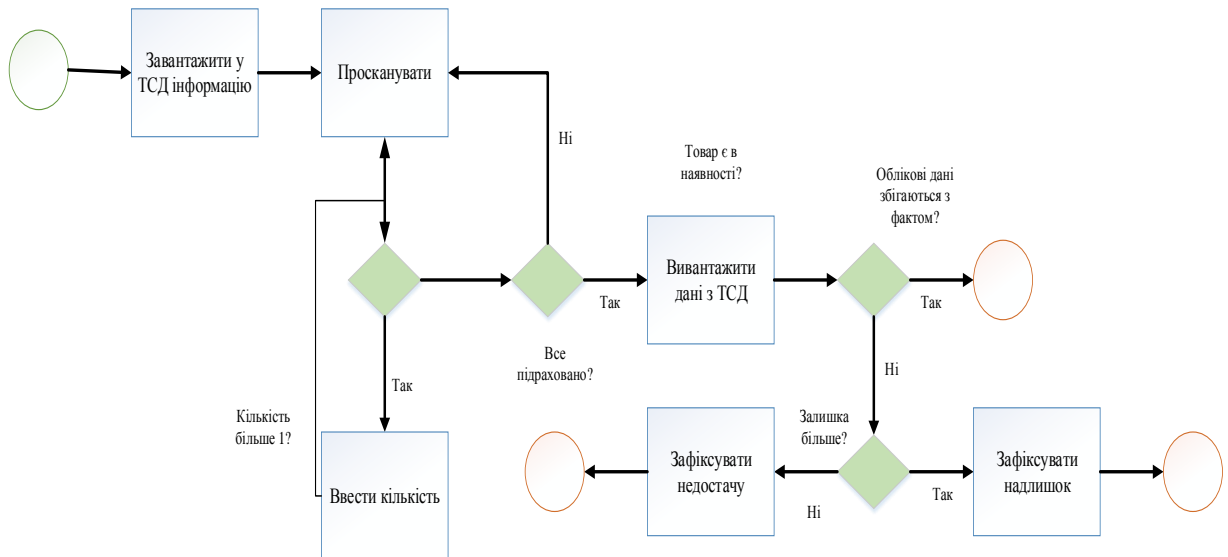 Завантажити у
ТСД інформацію
Просканувати
Ні
Товар є в
наявності?
Облікові дані
збігаються з
фактом?
Вивантажити
дані з ТСД
Так
Так
Все
підраховано?
Так
Ні
Кількість
більше 1?
Залишка
більше?
Ввести кількість
Зафіксувати
недостачу
Ні
Так
Зафіксувати
надлишок